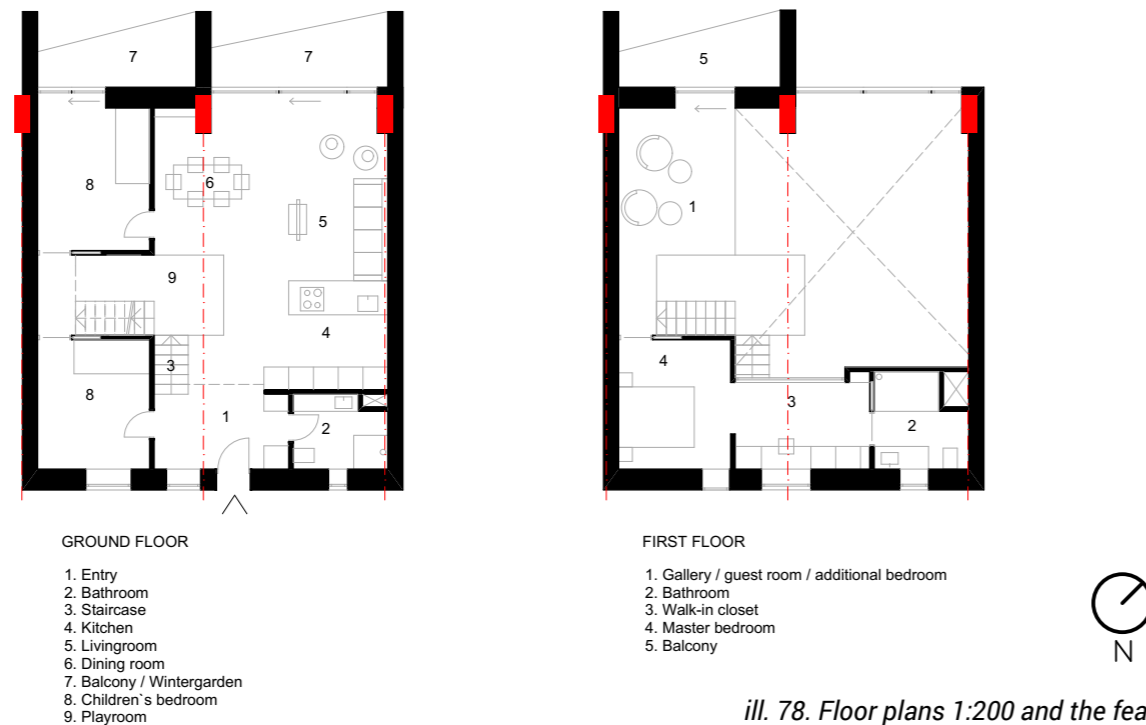 7
7
8
6
5
9
4
3
8
1
2
5
1
4
3
2
GROUND FLOOR
1. Entry
2. Bathroom
3. Staircase
4. Kitchen
5. Livingroom
6. Dining room
7. Balcony / Wintergarden
8. Children`s bedroom
9. Playroom
FIRST FLOOR
1. Gallery / guest room / additional bedroom
2. Bathroom
3. Walk-in closet
4. Master bedroom
5. Balcony
N
ill. 78. Floor plans 1:200 and the fea